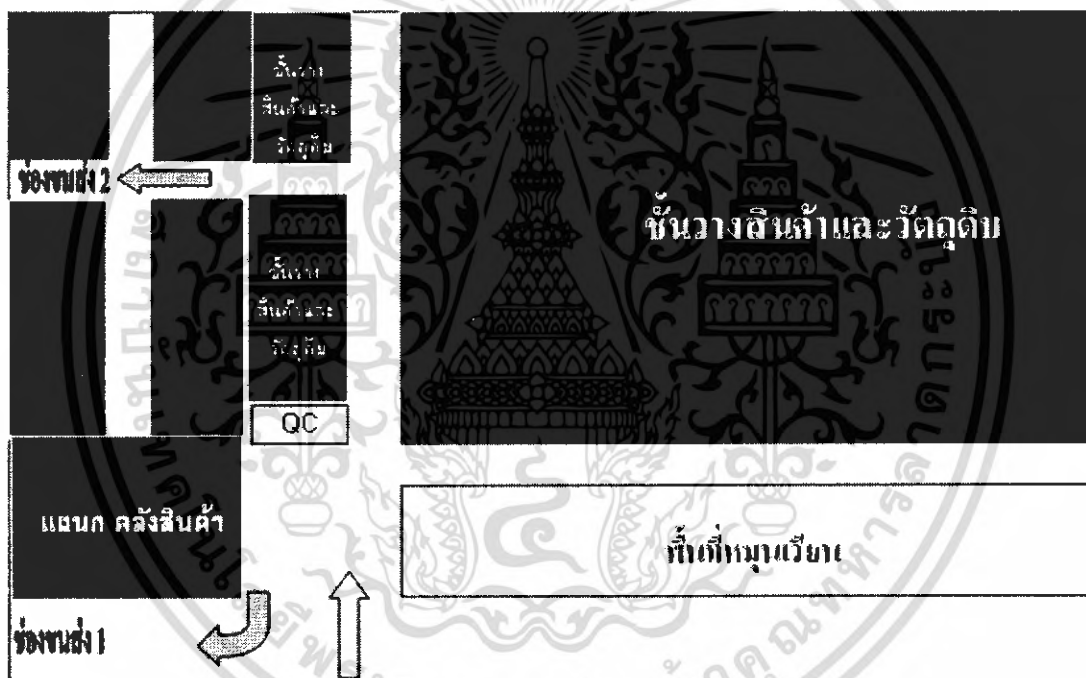 ชั้นวาง
สินค้าและ
วัตถุดิบ
ช่องขนส่ง 2
ชั้นวางสินค้าและวัตถุดิบ
ชั้นวาง
สินค้าและ
วัตถุดิบ
QC
แผนก คลังสินค้า
พื้นที่หมุนเวียน
ช่องขนส่ง 1